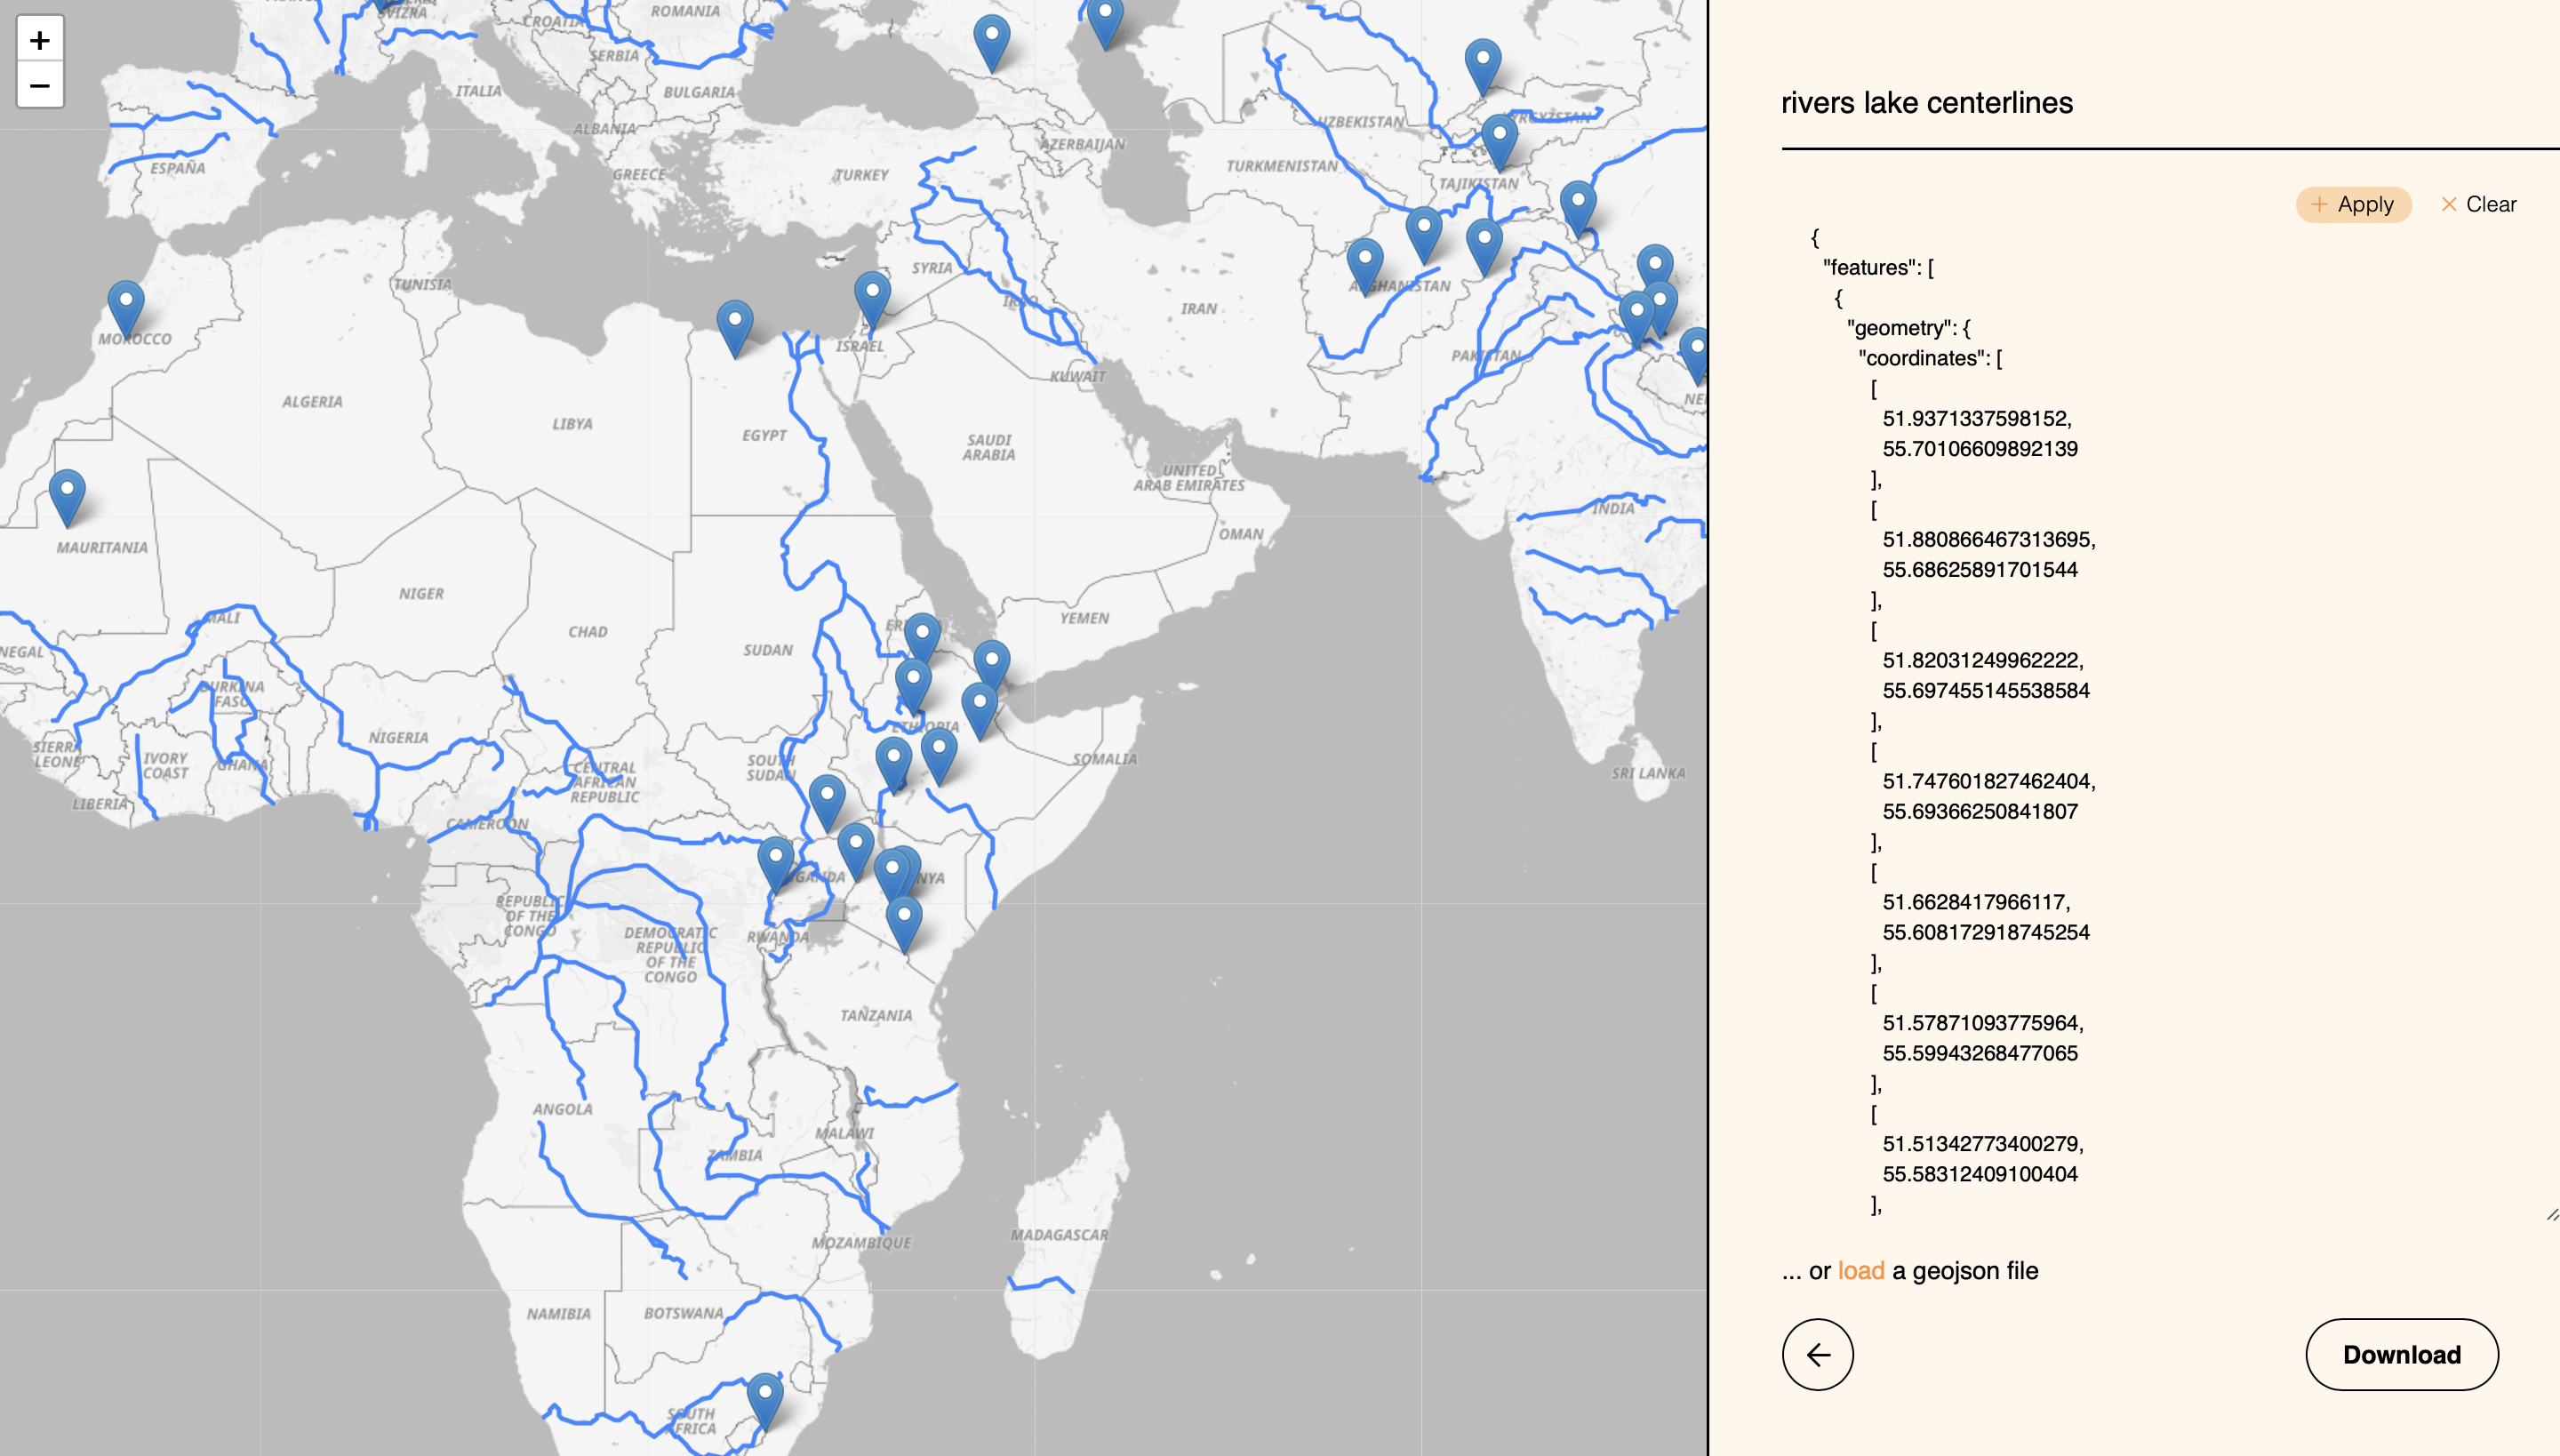 +
−
SVIZRA
CROATIA
ROMANIA
SERBIA
ITALIA
BULGARIA
ALBANIA
GREECE
ESPAÑA
TURKEY
AZERBAIJAN
UZBEKISTAN
TURKMENISTAN
TAJIKISTAN
SYRIA
IRAN
AFGHANISTAN
TUNISIA
MOROCCO
ISRAEL
KUWAIT
PAKISTAN
ALGERIA
LIBYA
EGYPT
SAUDI
ARABIA
UNITED
ARAB EMIRATES
OMAN
INDIA
MAURITANIA
MALI
NIGER
CHAD
SUDAN
YEMEN
BURKINA
FASO
NIGERIA
SIERRA
LEONE
IVORY
COAST
GHANA
LIBERIA
CENTRAL
AFRICAN
REPUBLIC
SOUTH
SUDAN
ETHIOPIA
SOMALIA
SRI LANKA
CAMEROON
REPUBLIC
OF THE
CONGO
DEMOCRATIC
REPUBLIC
OF THE
CONGO
RWANDA
TANZANIA
ANGOLA
MALAWI
ZAMBIA
MOZAMBIQUE
MADAGASCAR
NAMIBIA
BOTSWANA
SOUTH
AFRICA
rivers lake centerlines
+ Apply
× Clear
{
"features": [
{
"geometry": {
"coordinates": [
[
51.9371337598152,
55.70106609892139
],
[
51.880866467313695,
55.68625891701544
],
[
51.82031249962222,
55.697455145538584
],
[
51.747601827462404,
55.69366250841807
],
[
51.6628417966117,
55.608172918745254
],
[
51.57871093775964,
55.59943268477065
],
[
51.51342773400279,
55.58312409100404
],
... or load a geojson file
Download